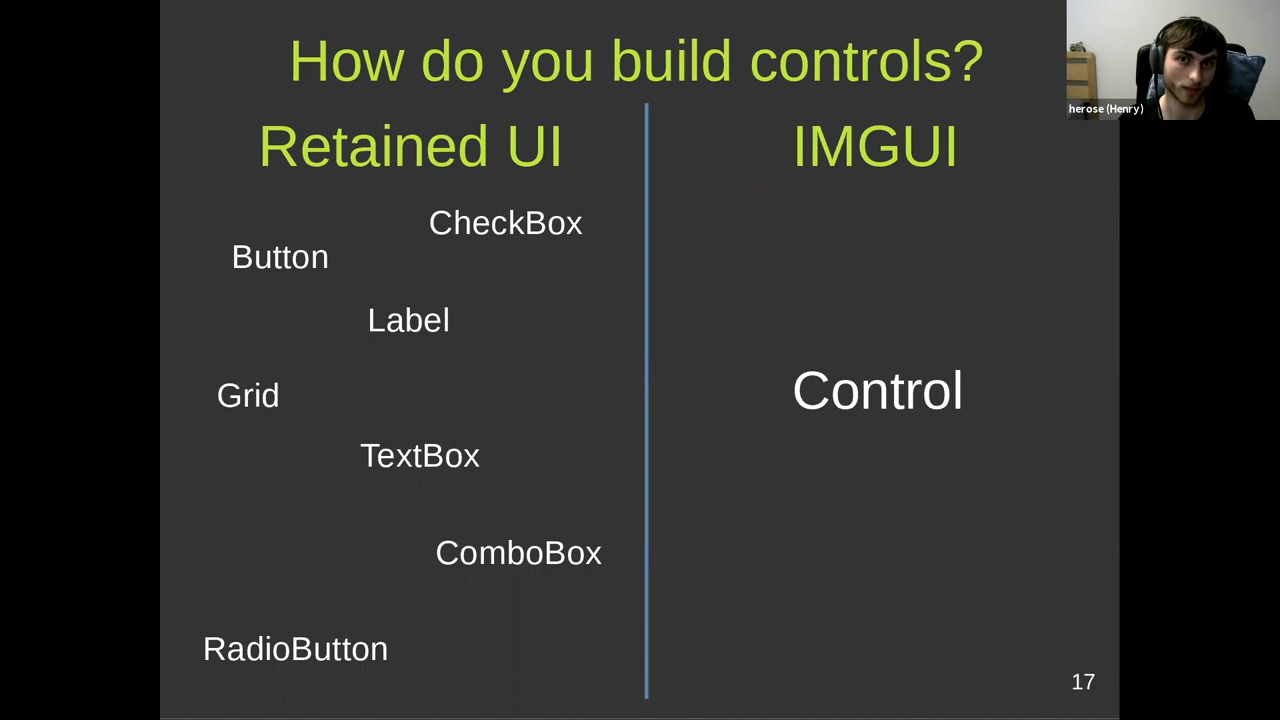 How do you build controls?
herose (Henry)
Retained UI
IMGUI
CheckBox
Button
Label
Grid
TextBox
ComboBox
RadioButton
Control
17